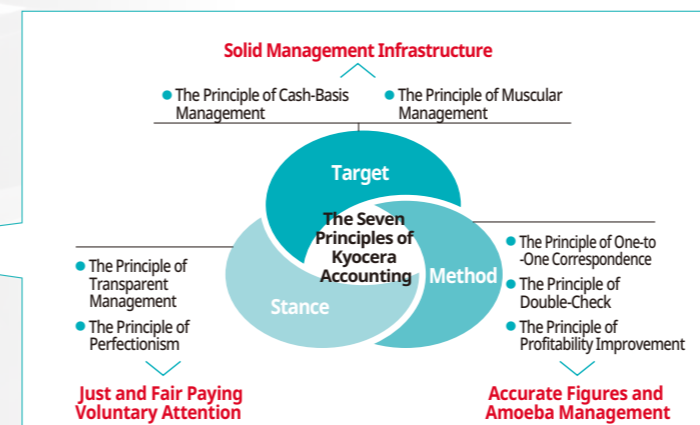 Solid Management Infrastructure
The Principle of Cash-Basis
Management
The Principle of Muscular
Management
Target
The Seven
Principles of
Kyocera
Accounting
Method
Stance
The Principle of
Transparent
Management
The Principle of
Perfectionism
Just and Fair Paying
Voluntary Attention
The Principle of One-to
-One Correspondence
The Principle of
Double-Check
The Principle of
Profitability Improvement
Accurate Figures and
Amoeba Management